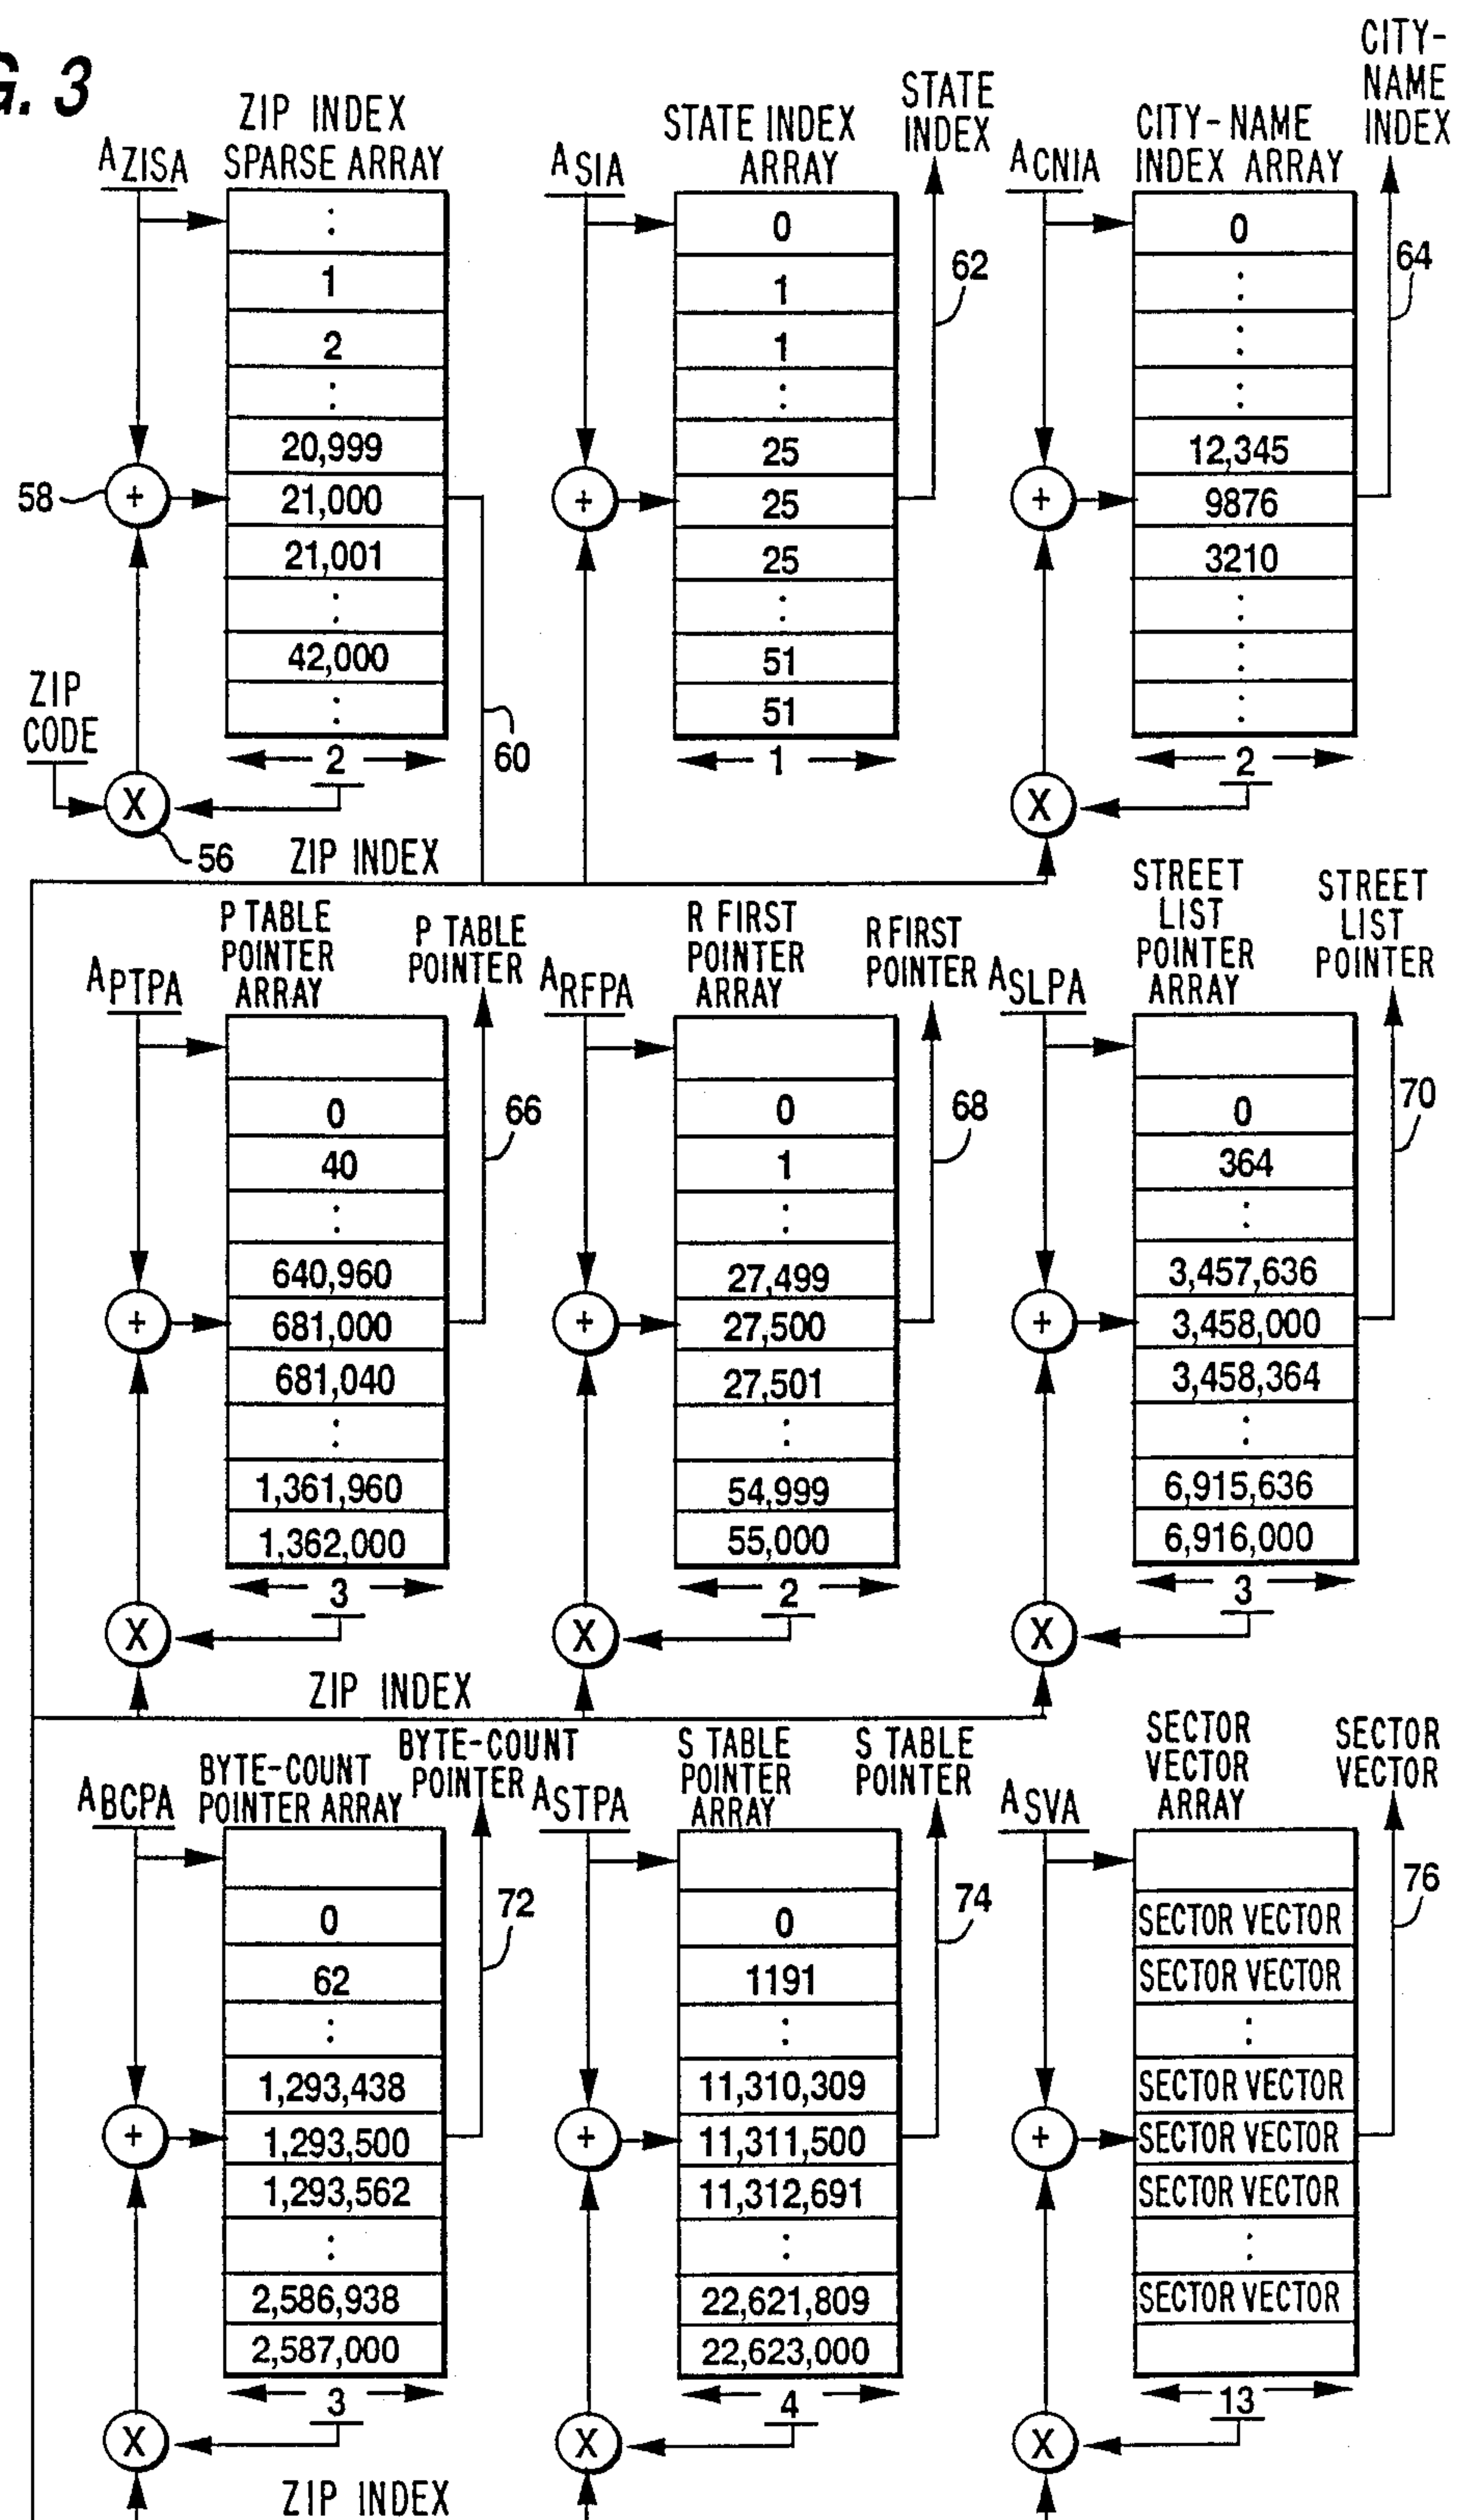 G. 3
ZIP INDEX
SPARSE ARRAY
A ZISA
:
1
2
:
20,999
21,000
21,001
:
42,000
:
2
58
+
ZIP
CODE
X
56
60
ZIP INDEX
STATE INDEX
ARRAY
A SIA
STATE
INDEX
0
1
1
:
25
25
25
:
51
51
1
+
62
CITY-NAME
INDEX ARRAY
A CNIA
CITY-
NAME
INDEX
0
:
:
:
12,345
9876
3210
:
:
:
2
+
X
64
P TABLE
POINTER
ARRAY
A PTPA
P TABLE
POINTER
0
40
:
640,960
681,000
681,040
:
1,361,960
1,362,000
3
+
X
66
ZIP INDEX
R FIRST
POINTER
ARRAY
A RFPA
R FIRST
POINTER
0
1
:
27,499
27,500
27,501
:
54,999
55,000
2
+
X
68
STREET
LIST
POINTER
ARRAY
A SLPA
STREET
LIST
POINTER
0
364
:
3,457,636
3,458,000
3,458,364
:
6,915,636
6,916,000
3
+
X
70
BYTE-COUNT
POINTER ARRAY
A BCPA
BYTE-COUNT
POINTER
0
62
:
1,293,438
1,293,500
1,293,562
:
2,586,938
2,587,000
3
+
X
72
ZIP INDEX
S TABLE
POINTER
ARRAY
A STPA
S TABLE
POINTER
0
1191
:
11,310,309
11,311,500
11,312,691
:
22,621,809
22,623,000
4
+
X
74
SECTOR
VECTOR
ARRAY
A SVA
SECTOR
VECTOR
SECTOR VECTOR
SECTOR VECTOR
:
SECTOR VECTOR
SECTOR VECTOR
SECTOR VECTOR
:
SECTOR VECTOR
13
+
X
76